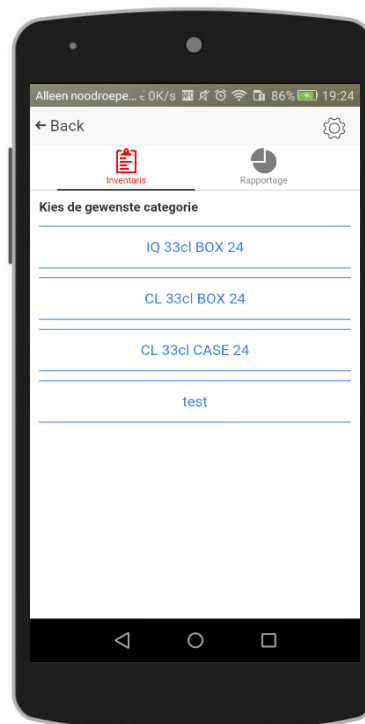 Alleen noodroepe... 0K/s 86% 19:24
← Back
Inventaris
Rapportage
Kies de gewenste categorie
IQ 33cl BOX 24
CL 33cl BOX 24
CL 33cl CASE 24
test